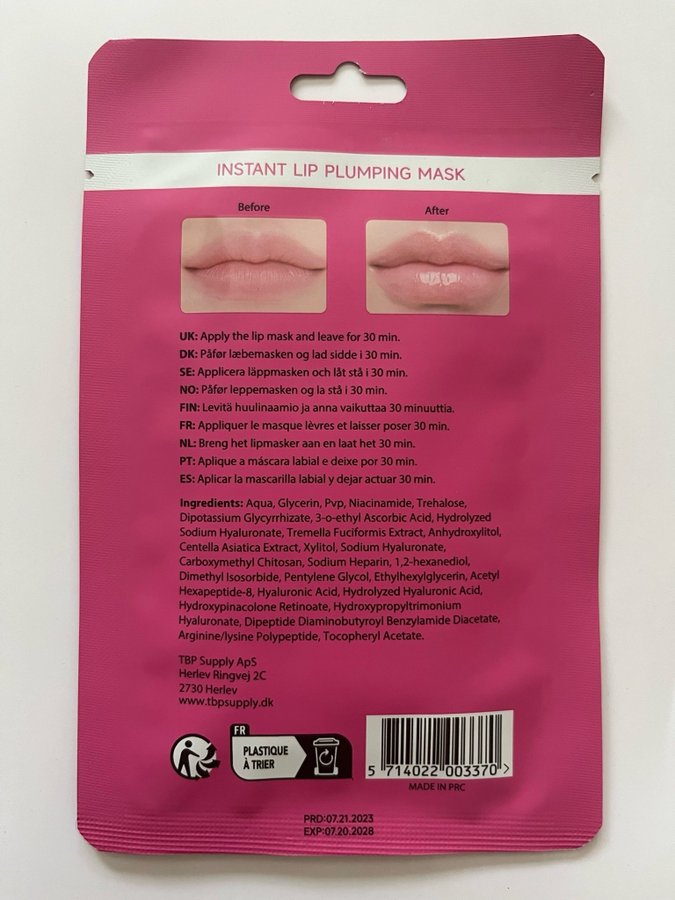 INSTANT LIP PLUMPING MASK
Before
After
UK: Apply the lip mask and leave for 30 min.
DK: Påfør læbemasken og lad sidde i 30 min.
SE: Applicera läppmasken och låt stå i 30 min.
NO: Påfør leppemasken og la stå i 30 min.
FIN: Levitä huulinaamio ja anna vaikuttaa 30 minuuttia.
FR: Appliquer le masque lèvres et laisser poser 30 min.
NL: Breng het lipmasker aan en laat het 30 min.
PT: Aplique a máscara labial e deixe por 30 min.
ES: Aplicar la mascarilla labial y dejar actuar 30 min.
Ingredients: Aqua, Glycerin, Pvp, Niacinamide, Trehalose,
Dipotassium Glycyrrhizate, 3-o-ethyl Ascorbic Acid, Hydrolyzed
Sodium Hyaluronate, Tremella Fuciformis Extract, Anhydroxylitol,
Centella Asiatica Extract, Xylitol, Sodium Hyaluronate,
Carboxymethyl Chitosan, Sodium Heparin, 1,2-hexanediol,
Dimethyl Isosorbide, Pentylene Glycol, Ethylhexylglycerin, Acetyl
Hexapeptide-8, Hyaluronic Acid, Hydrolyzed Hyaluronic Acid,
Hydroxypinacolone Retinoate, Hydroxypropyltrimonium
Hyaluronate, Dipeptide Diaminobutyroyl Benzylamide Diacetate,
Arginine/lysine Polypeptide, Tocopheryl Acetate.
TBP Supply ApS
Herlev Ringvej 2C
2730 Herlev
www.tbpsupply.dk
FR
PLASTIQUE
À TRIER
5 714022 003370 >
MADE IN PRC
PRD:07.21.2023
EXP:07.20.2028